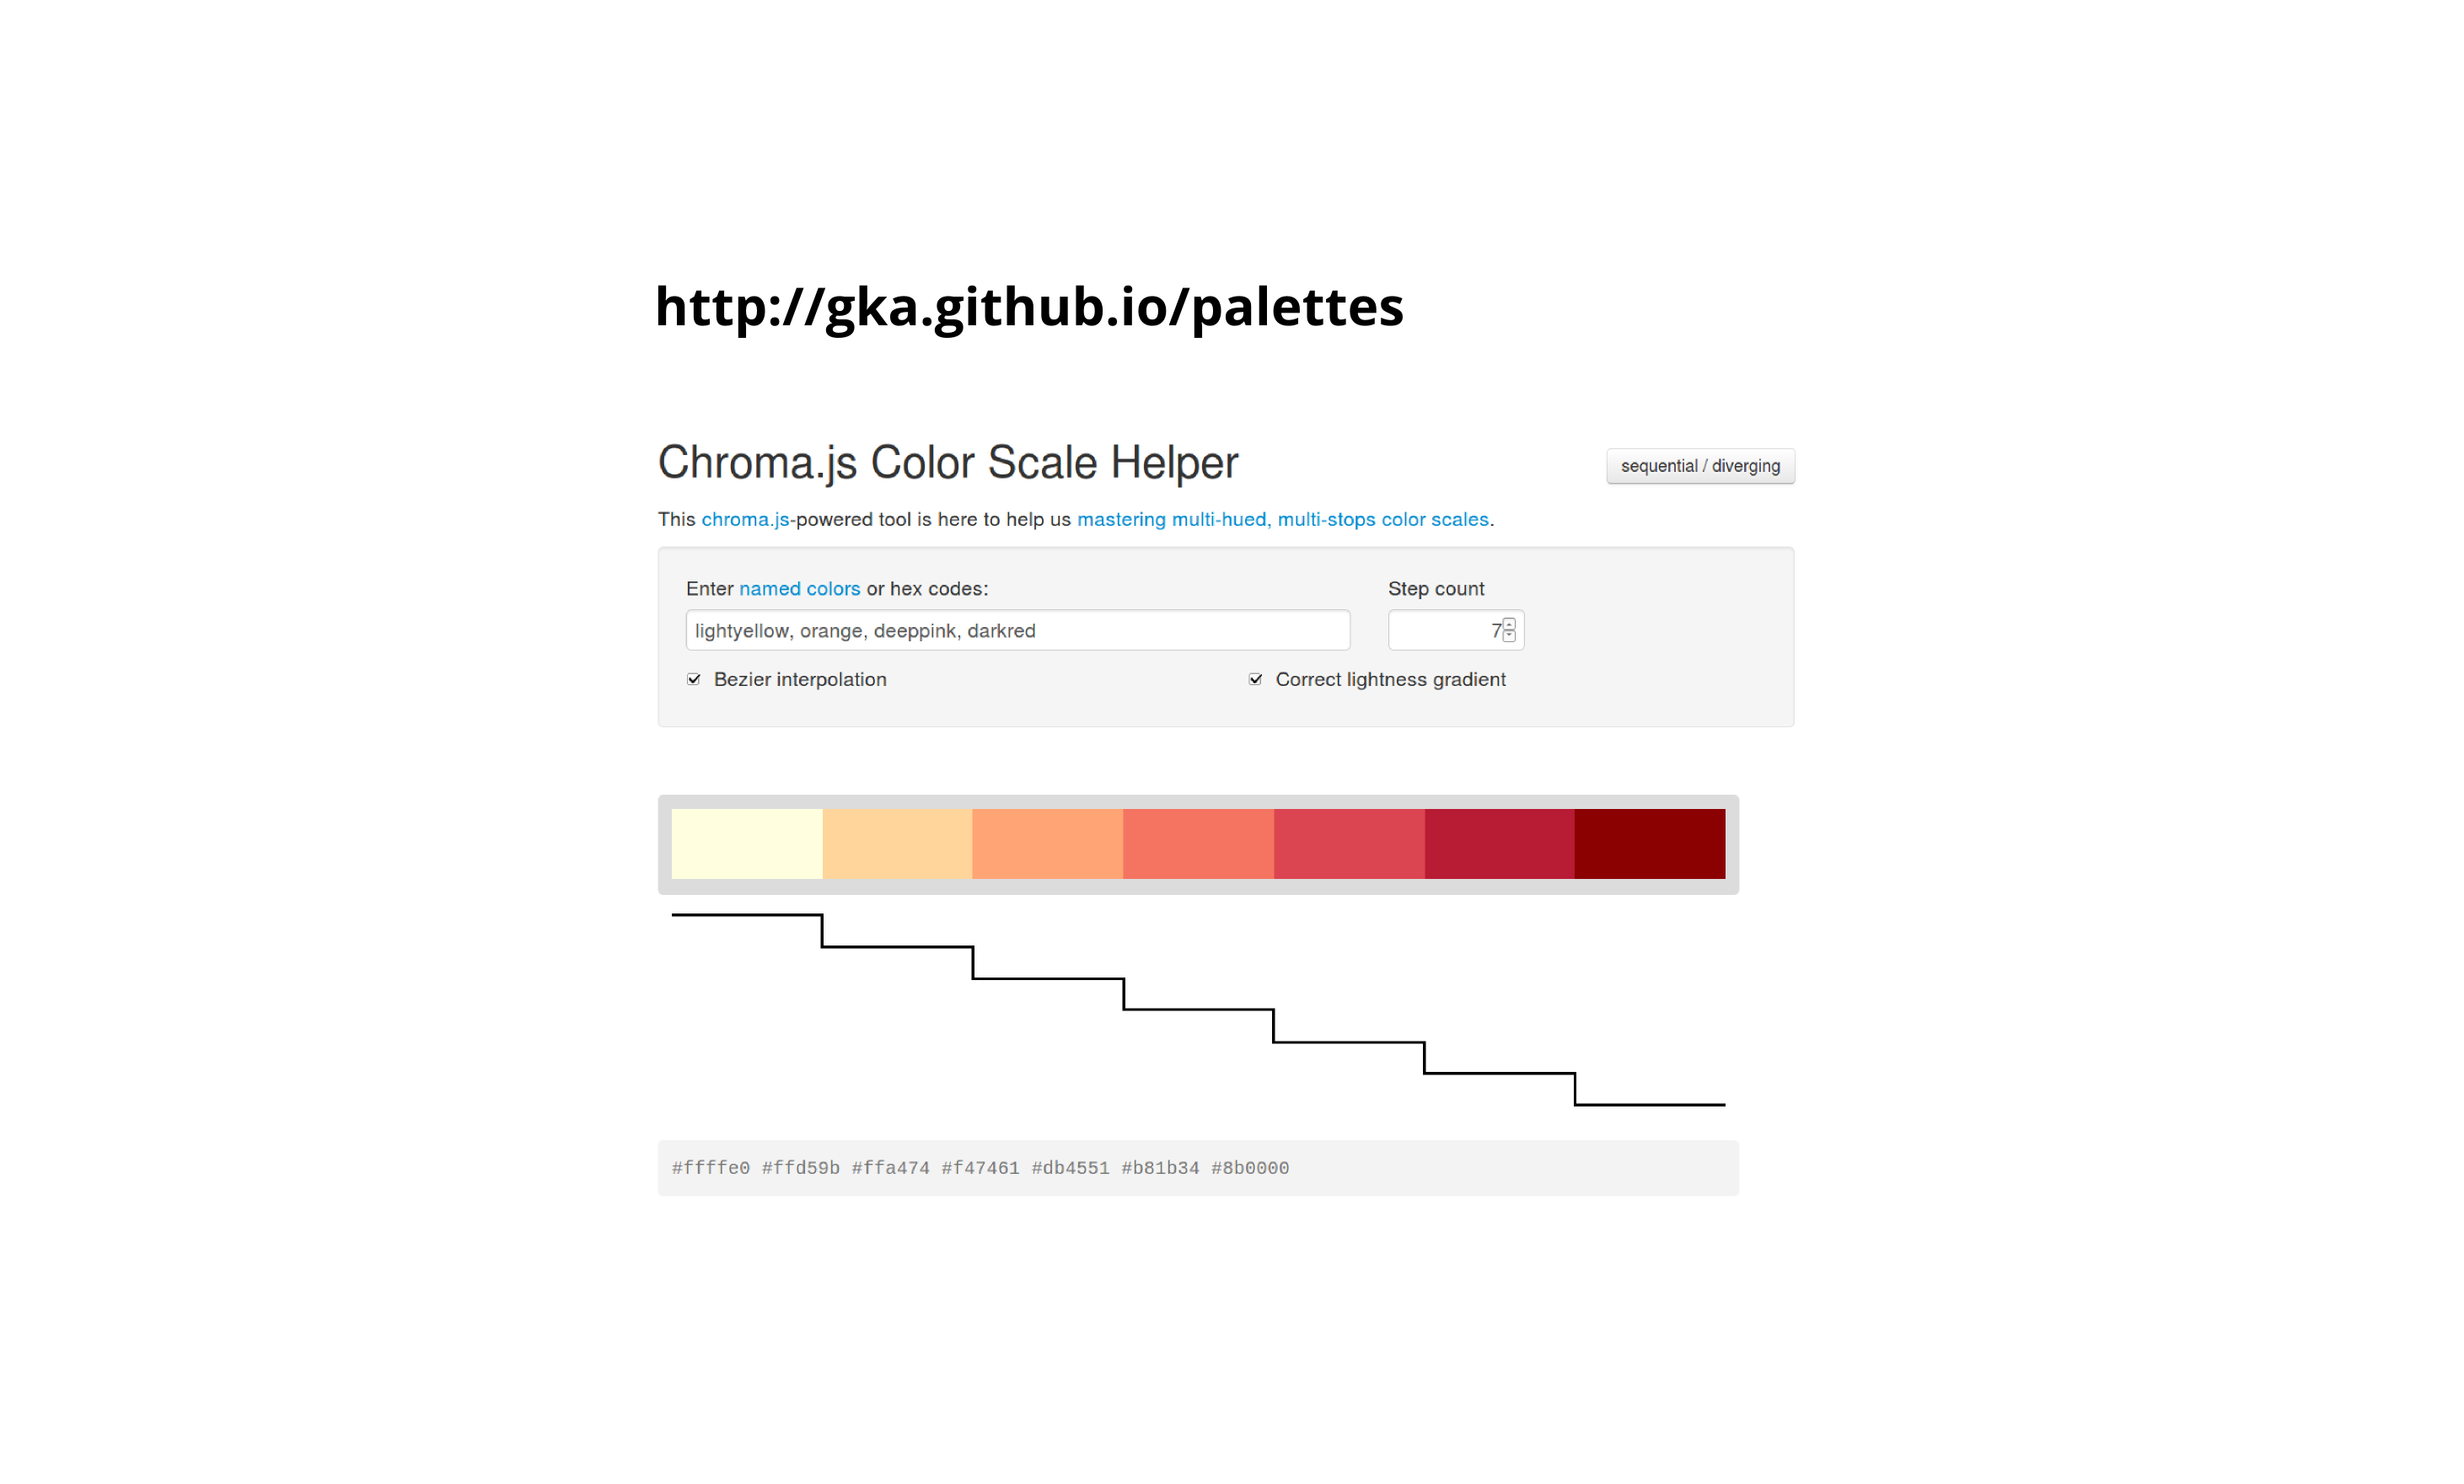 http://gka.github.io/palettes
Chroma.js Color Scale Helper
sequential / diverging
This chroma.js-powered tool is here to help us mastering multi-hued, multi-stops color scales.
Enter named colors or hex codes:
Step count
lightyellow, orange, deeppink, darkred
7
Bezier interpolation
Correct lightness gradient
#ffffe0 #ffd59b #ffa474 #f47461 #db4551 #b81b34 #8b0000